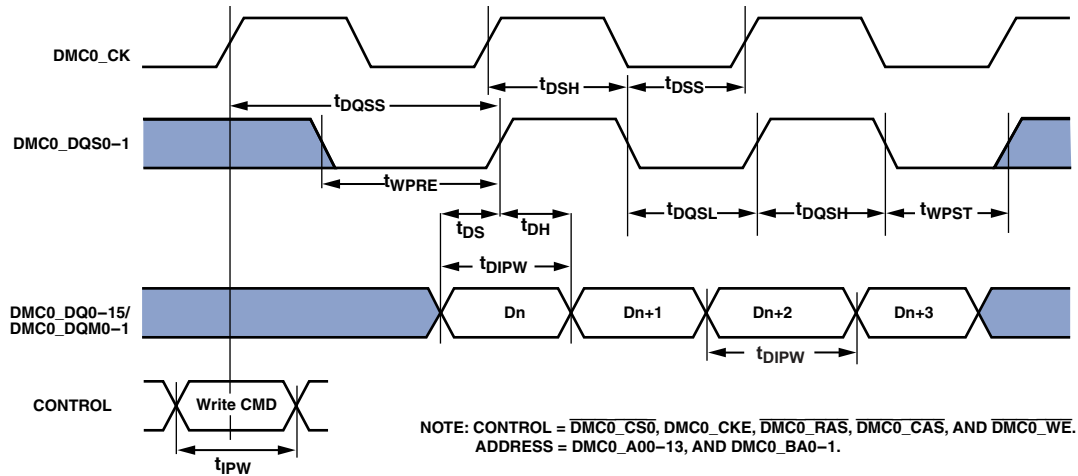 DMC0_CK
tDSH
tDSS
tDQSS
DMC0_DQS0–1
tWPRE
tDS
tDH
tDQSL
tDQSH
tWPST
tDIPW
DMC0_DQ0–15/
DMC0_DQM0–1
Dn
Dn+1
Dn+2
Dn+3
tDIPW
CONTROL
Write CMD
tIPW
NOTE: CONTROL = DMC0_CS0, DMC0_CKE, DMC0_RAS, DMC0_CAS, AND DMC0_WE.
ADDRESS = DMC0_A00–13, AND DMC0_BA0–1.